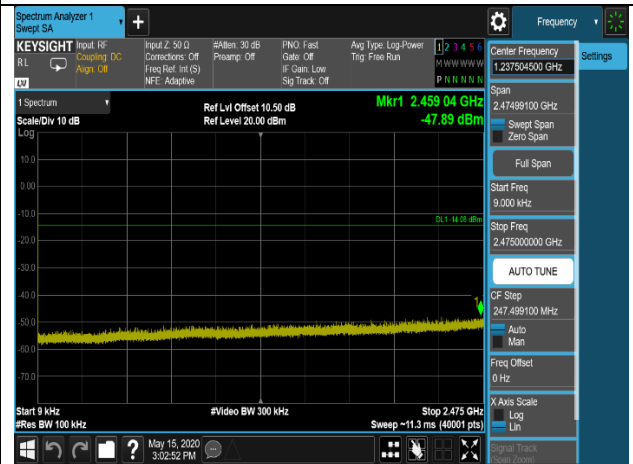 Spectrum Analyzer 1
Swept SA
Frequency
KEYSIGHT
RL
Input: RF
Coupling: DC
Align: Off
Input Z: 50 Ω
Corrections: Off
Freq Ref: Int (S)
NFE: Adaptive
#Atten: 30 dB
Preamp: Off
PNO: Fast
Gate: Off
IF Gain: Low
Sig Track: Off
Avg Type: Log-Power
Trig: Free Run
1 2 3 4 5 6
M W W W W W
P N N N N N
1 Spectrum
Scale/Div 10 dB
Ref Lvl Offset 10.50 dB
Ref Level 20.00 dBm
Mkr1 2.459 04 GHz
-47.89 dBm
Log
10.0
0.00
-10.0
DL1 -14.08 dBm
-20.0
-30.0
-40.0
1
-50.0
-60.0
-70.0
Start 9 kHz
#Res BW 100 kHz
#Video BW 300 kHz
Stop 2.475 GHz
Sweep ~11.3 ms (40001 pts)
May 15, 2020
3:02:52 PM
Center Frequency
1.237504500 GHz
Settings
Span
2.47499100 GHz
Swept Span
Zero Span
Full Span
Start Freq
9.000 kHz
Stop Freq
2.475000000 GHz
AUTO TUNE
CF Step
247.499100 MHz
Auto
Man
Freq Offset
0 Hz
X Axis Scale
Log
Lin
Signal Track
(Span Zoom)